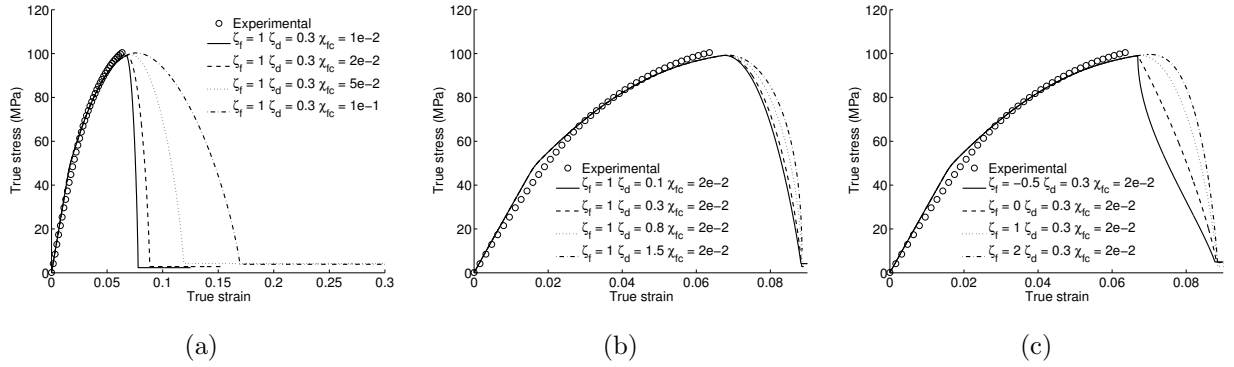 120
100
80
60
40
20
0
True stress (MPa)
0 0.05 0.1 0.15 0.2 0.25 0.3
True strain
Experimental
ζf = 1 ζd = 0.3 χfc = 1e-2
ζf = 1 ζd = 0.3 χfc = 2e-2
ζf = 1 ζd = 0.3 χfc = 5e-2
ζf = 1 ζd = 0.3 χfc = 1e-1
(a)
120
100
80
60
40
20
0
True stress (MPa)
0 0.02 0.04 0.06 0.08
True strain
Experimental
ζf = 1 ζd = 0.1 χfc = 2e-2
ζf = 1 ζd = 0.3 χfc = 2e-2
ζf = 1 ζd = 0.8 χfc = 2e-2
ζf = 1 ζd = 1.5 χfc = 2e-2
(b)
120
100
80
60
40
20
0
True stress (MPa)
0 0.02 0.04 0.06 0.08
True strain
Experimental
ζf = −0.5 ζd = 0.3 χfc = 2e-2
ζf = 0 ζd = 0.3 χfc = 2e-2
ζf = 1 ζd = 0.3 χfc = 2e-2
ζf = 2 ζd = 0.3 χfc = 2e-2
(c)